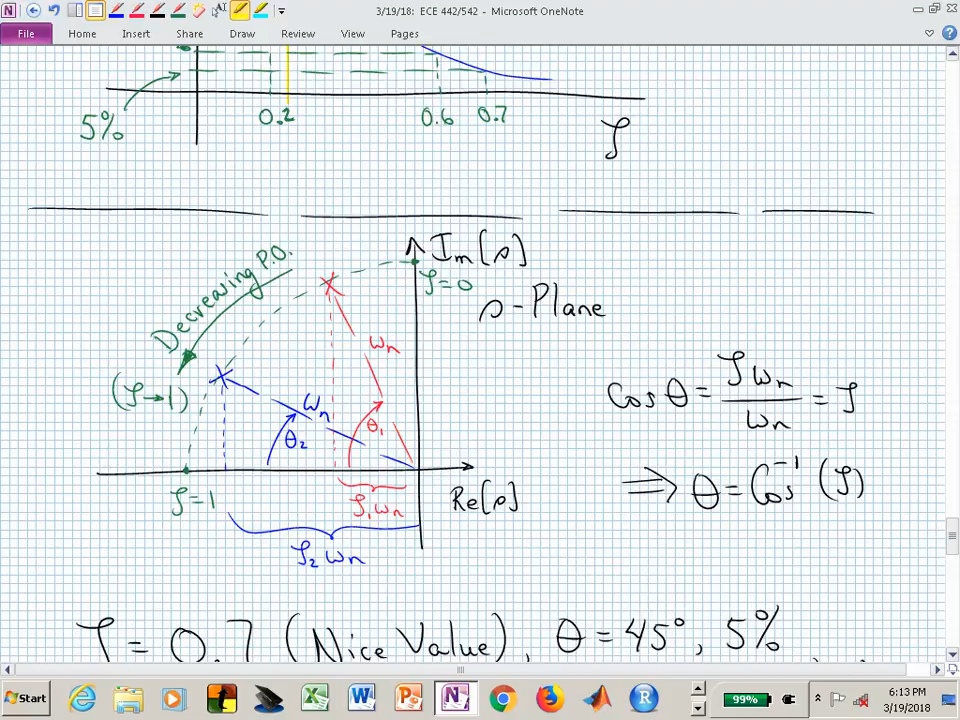 3/19/18: ECE 442/542 - Microsoft OneNote
File Home Insert Share Draw Review View Pages
5%
0.2 0.6 0.7
ζ
Im[s]
Decreasing P.O.
ζ=0
s-Plane
ωn
(ζ→1)
ωn
θ1
θ2
Cos θ = ζωn/ωn = ζ
ζ=1
ζ1ωn
Re[s]
⇒ θ = Cos⁻¹(ζ)
ζ2ωn
ζ = 0.7 (Nice Value), θ = 45°, 5%
Start
99%
6:13 PM
3/19/2018